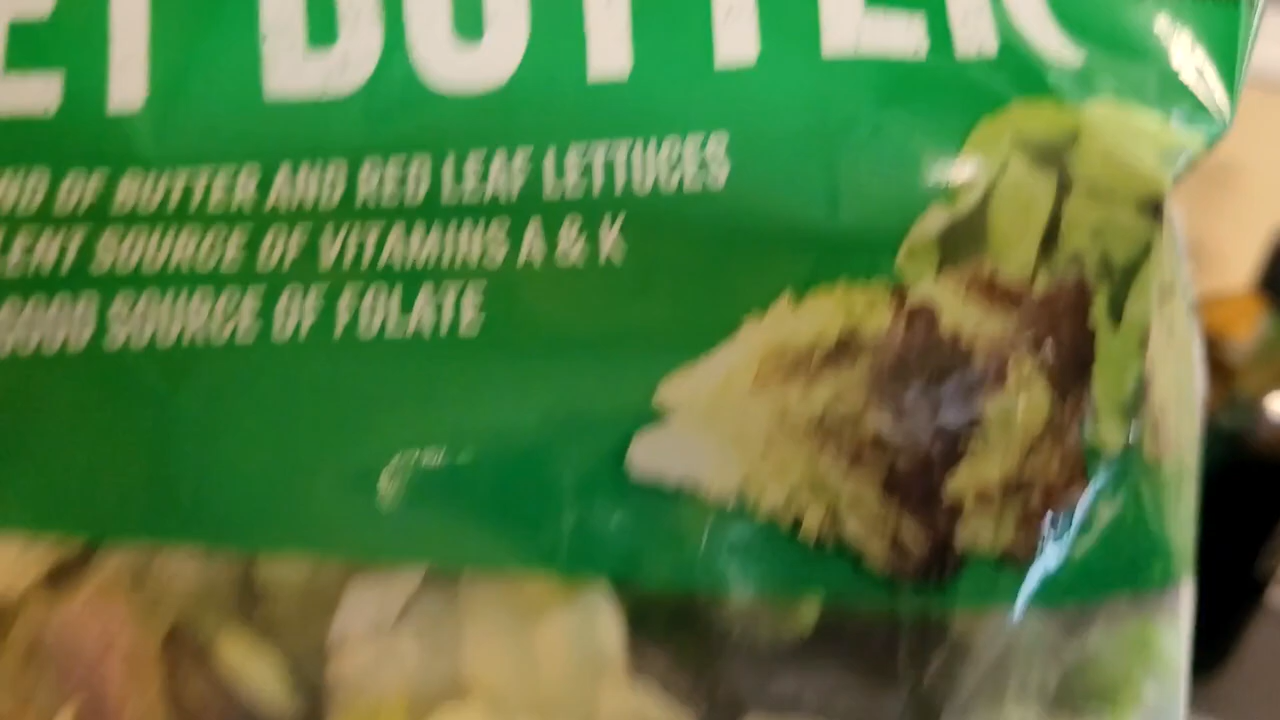 ET BUTTER
ND OF BUTTER AND RED LEAF LETTUCES
LENT SOURCE OF VITAMINS A & K
GOOD SOURCE OF FOLATE